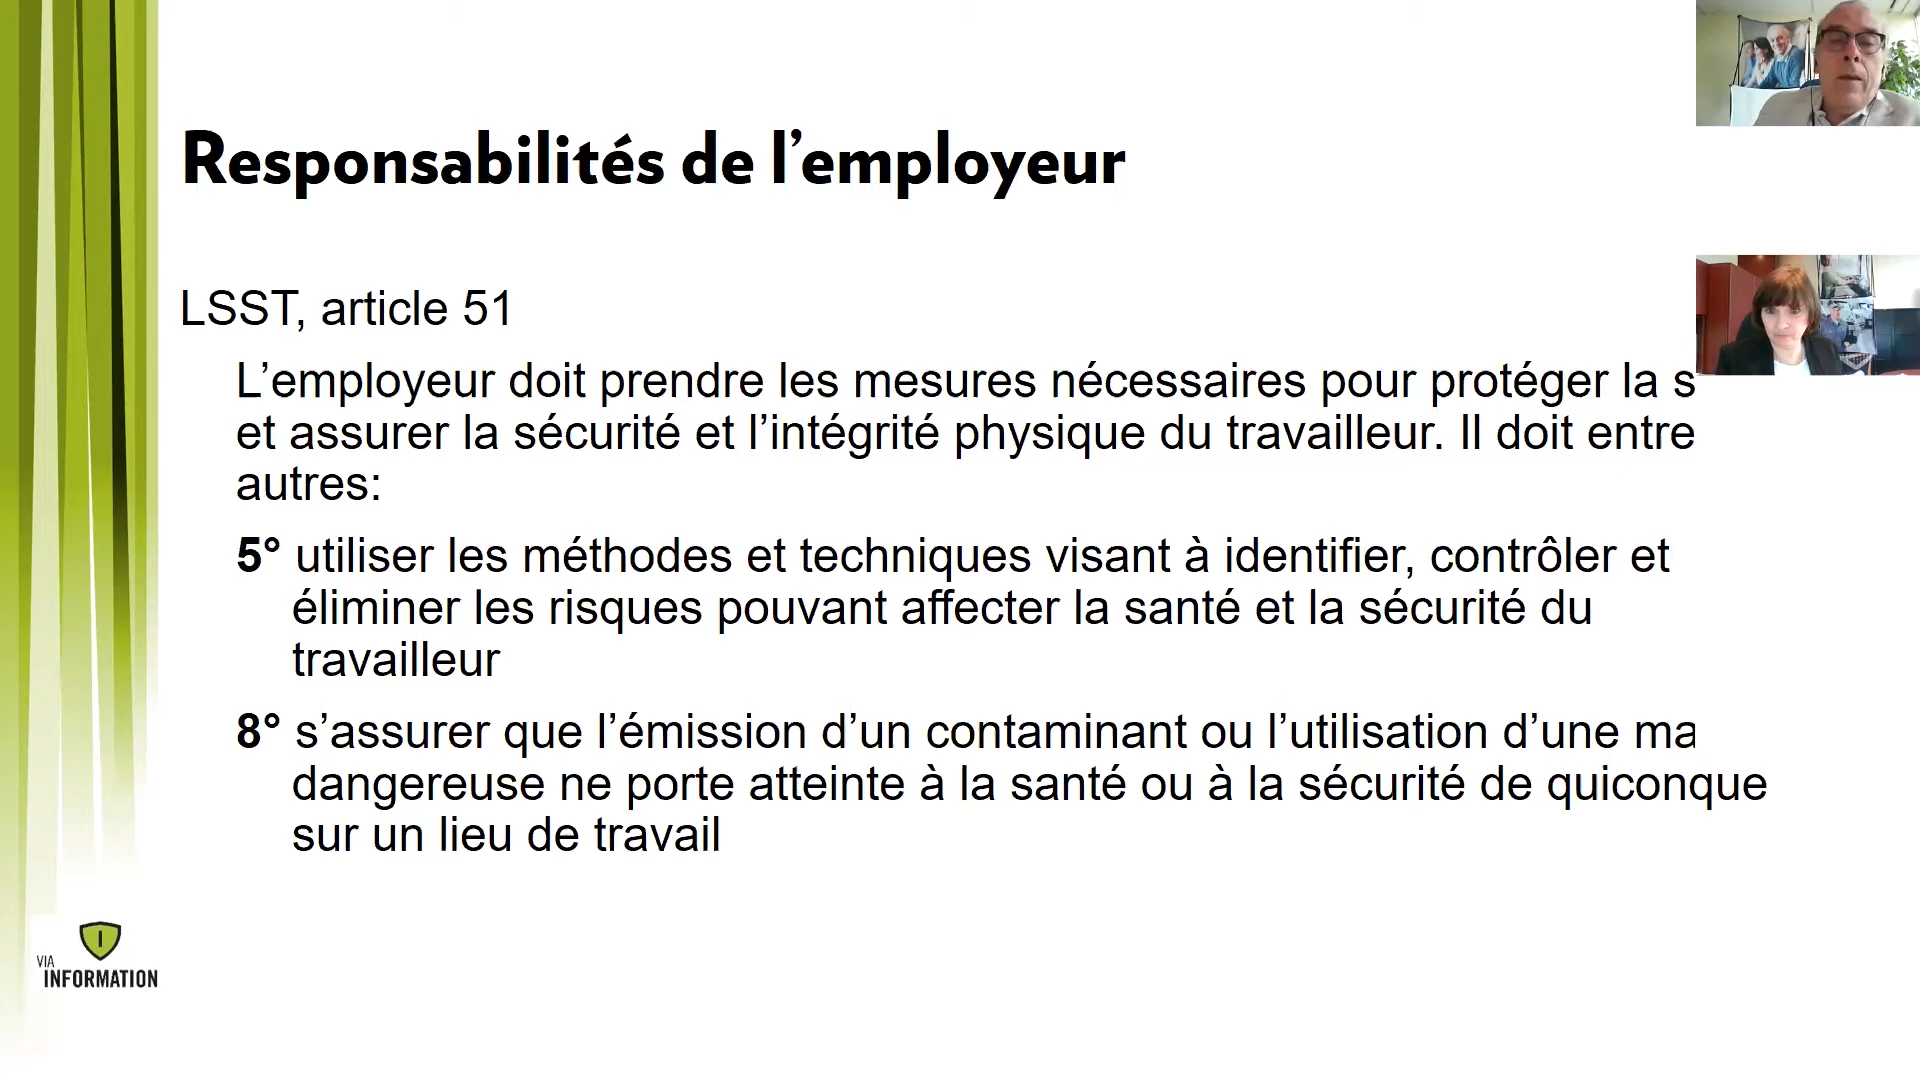 Responsabilités de l’employeur
LSST, article 51
L’employeur doit prendre les mesures nécessaires pour protéger la s
et assurer la sécurité et l’intégrité physique du travailleur. Il doit entre
autres:
5° utiliser les méthodes et techniques visant à identifier, contrôler et
éliminer les risques pouvant affecter la santé et la sécurité du
travailleur
8° s’assurer que l’émission d’un contaminant ou l’utilisation d’une ma
dangereuse ne porte atteinte à la santé ou à la sécurité de quiconque
sur un lieu de travail
I
VIA
INFORMATION